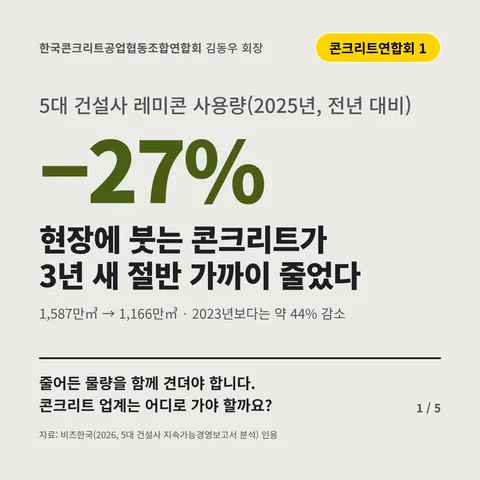 한국콘크리트공업협동조합연합회 김동우 회장
콘크리트연합회 1
5대 건설사 레미콘 사용량(2025년, 전년 대비)
−27%
현장에 붓는 콘크리트가
3년 새 절반 가까이 줄었다
1,587만㎥ → 1,166만㎥ · 2023년보다는 약 44% 감소
줄어든 물량을 함께 견뎌야 합니다.
콘크리트 업계는 어디로 가야 할까요?
1 / 5
자료: 비즈한국(2026, 5대 건설사 지속가능경영보고서 분석) 인용